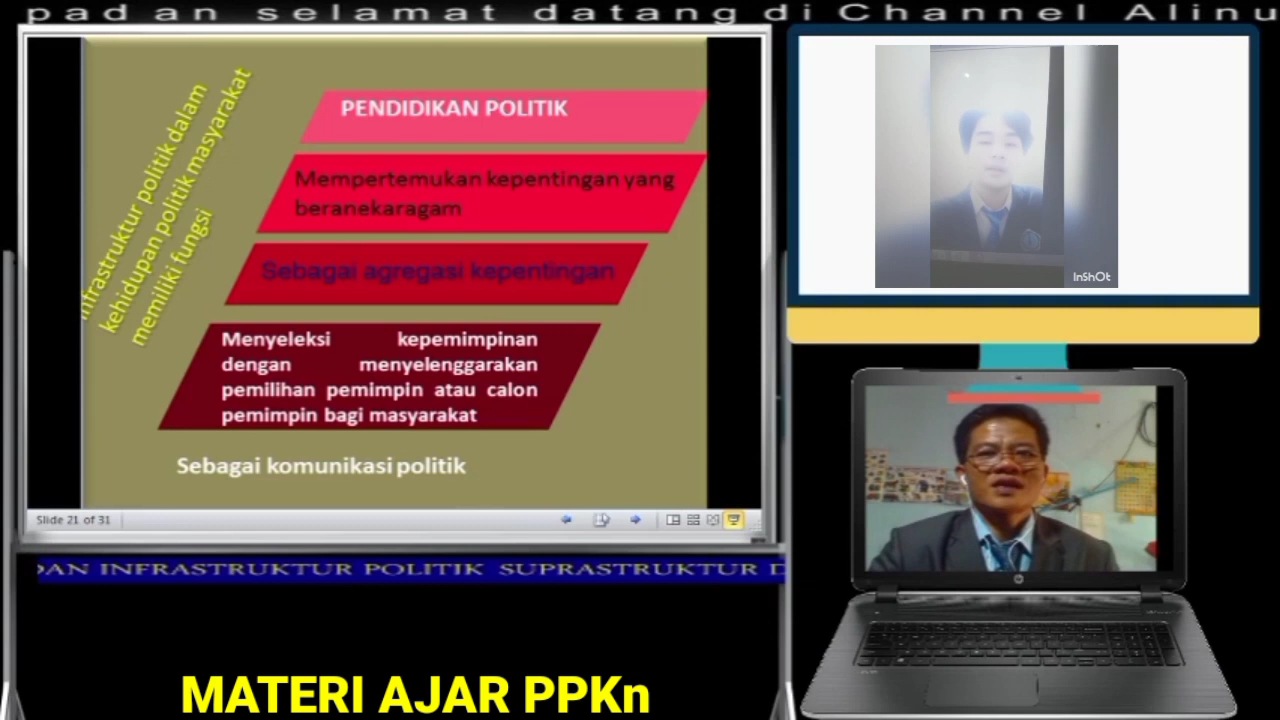 pad an selamat datang di Channel Alinu
nfrastruktur politik dalam
kehidupan politik masyarakat
memiliki fungsi
PENDIDIKAN POLITIK
Mempertemukan kepentingan yang
beranekaragam
Sebagai agregasi kepentingan
Menyeleksi kepemimpinan
dengan menyelenggarakan
pemilihan pemimpin atau calon
pemimpin bagi masyarakat
Sebagai komunikasi politik
Slide 21 of 31
DAN INFRASTRUKTUR POLITIK SUPRASTRUKTUR D
MATERI AJAR PPKn
InShOt
hp